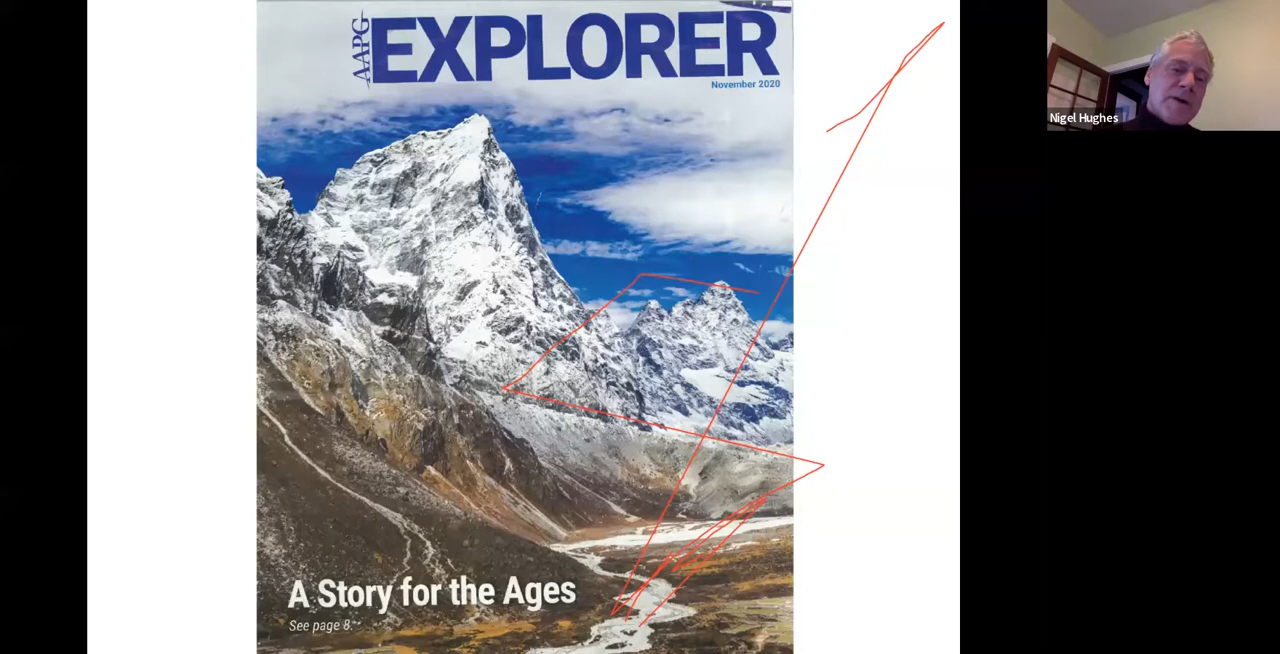 AAPG
EXPLORER
November 2020
A Story for the Ages
See page 8.
Nigel Hughes